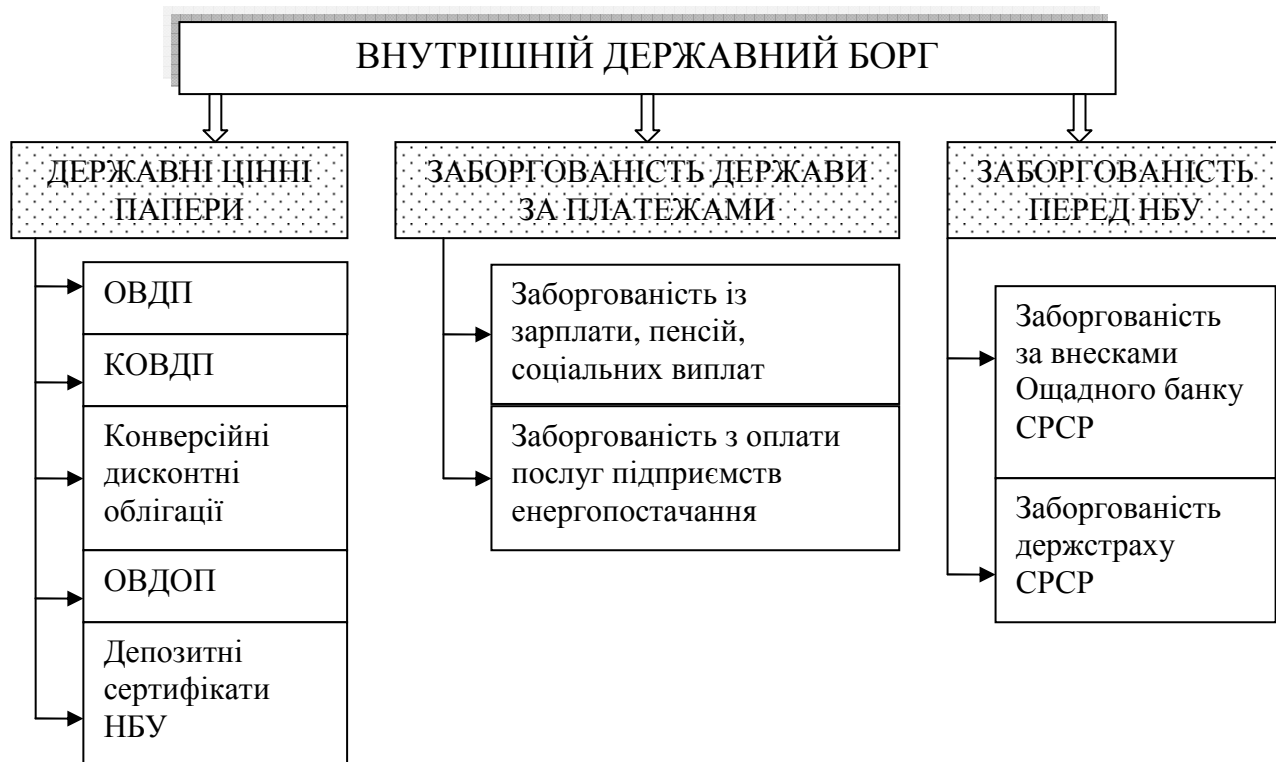 ВНУТРІШНІЙ ДЕРЖАВНИЙ БОРГ
ДЕРЖАВНІ ЦІННІ
ПАПЕРИ
ОВДП
КОВДП
Конверсійні
дисконтні
облігації
ОВДОП
Депозитні
сертифікати
НБУ
ЗАБОРГОВАНІСТЬ ДЕРЖАВИ
ЗА ПЛАТЕЖАМИ
Заборгованість із
зарплати, пенсій,
соціальних виплат
Заборгованість з оплати
послуг підприємств
енергопостачання
ЗАБОРГОВАНІСТЬ
ПЕРЕД НБУ
Заборгованість
за внесками
Ощадного банку
СРСР
Заборгованість
держстраху
СРСР